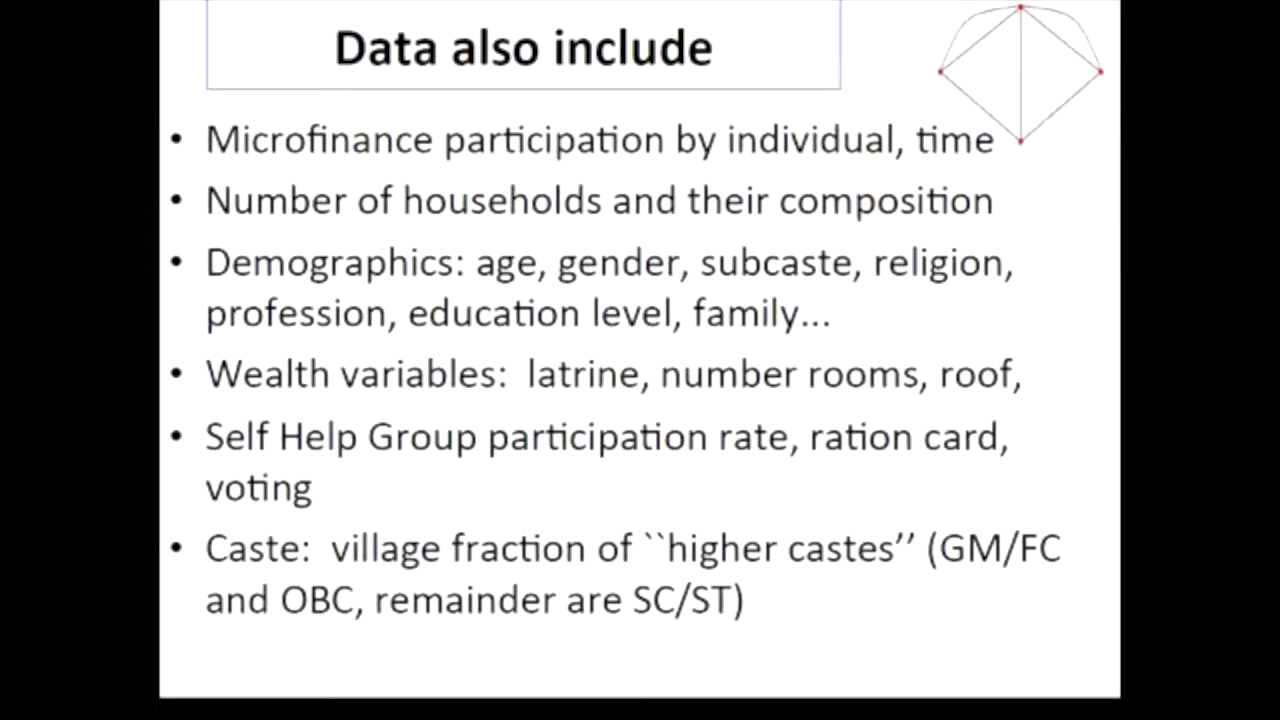 Data also include
• Microfinance participation by individual, time
• Number of households and their composition
• Demographics: age, gender, subcaste, religion,
profession, education level, family...
• Wealth variables:  latrine, number rooms, roof,
• Self Help Group participation rate, ration card,
voting
• Caste:  village fraction of ``higher castes’’ (GM/FC
and OBC, remainder are SC/ST)